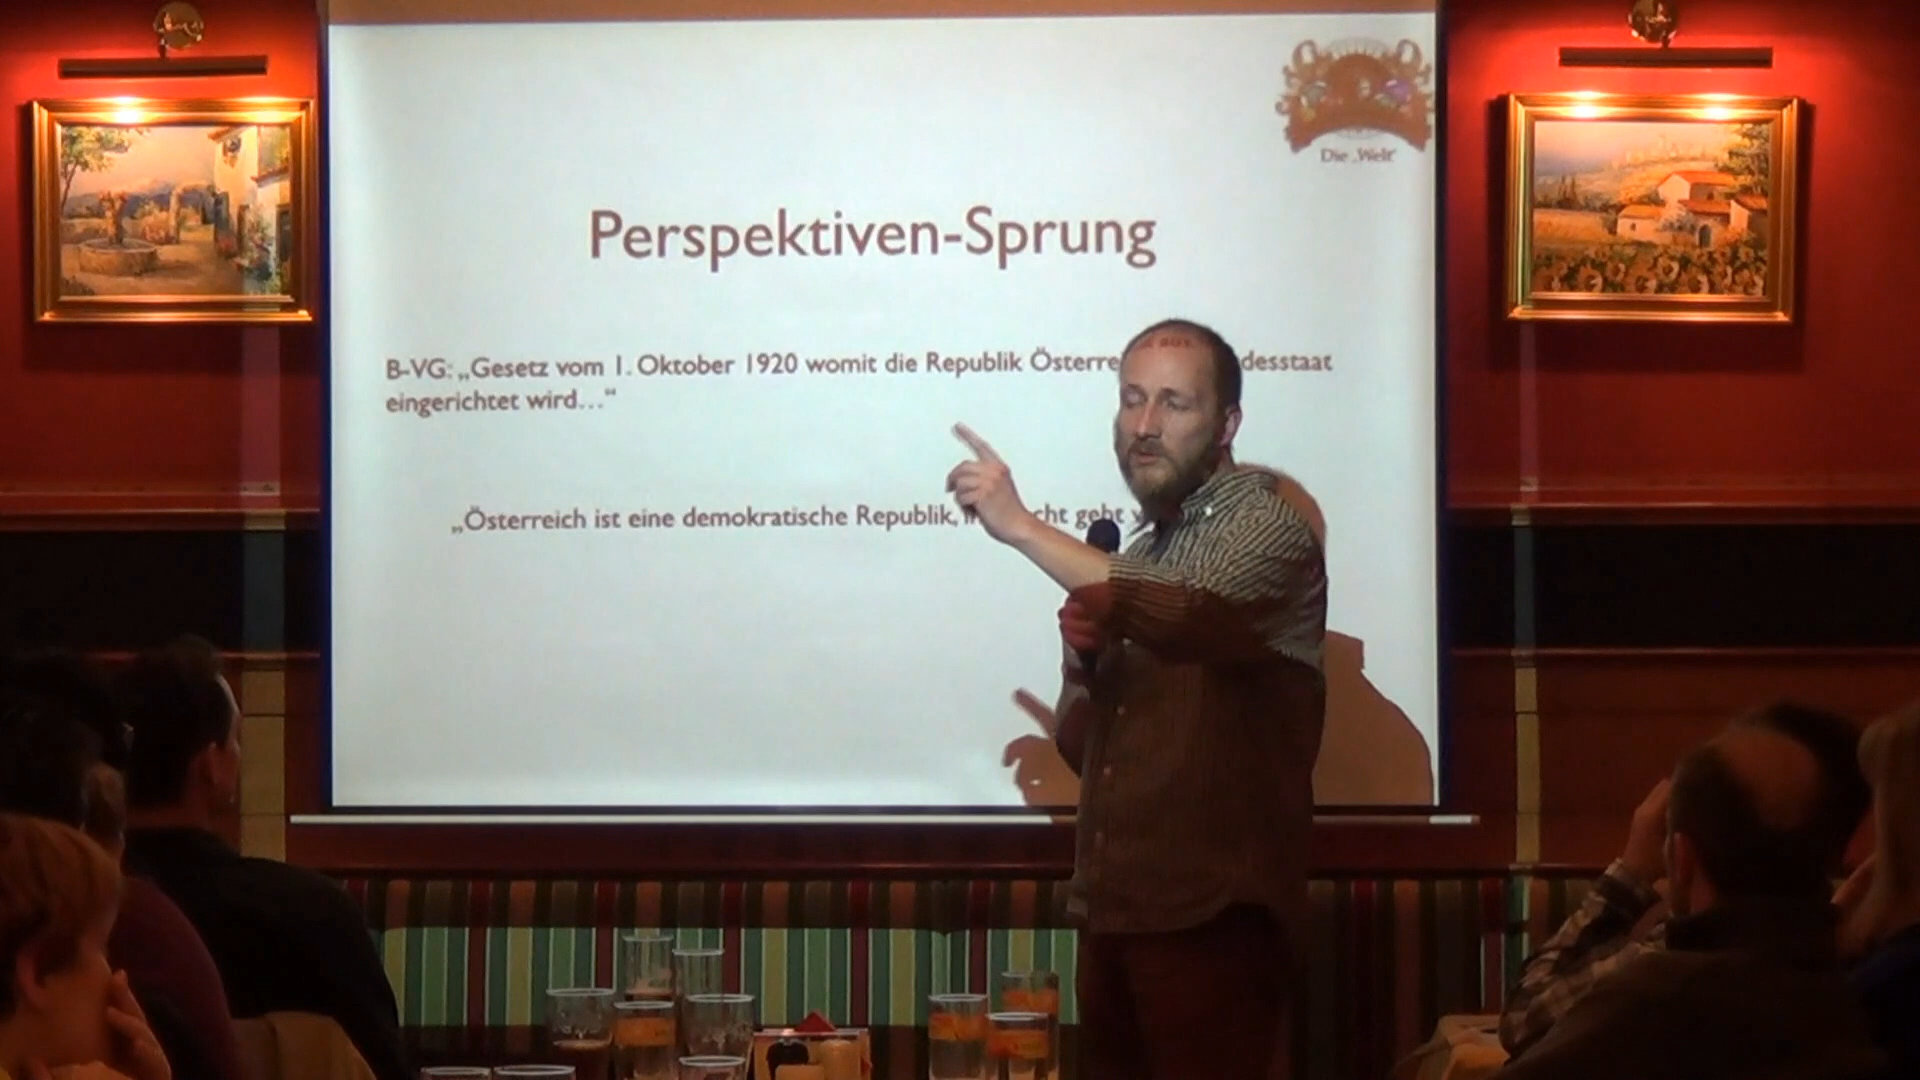 Die „Welt“
Perspektiven-Sprung
B-VG: „Gesetz vom 1. Oktober 1920 womit die Republik Österre desstaat
eingerichtet wird…“
„Österreich ist eine demokratische Republik, cht geht v
aus.